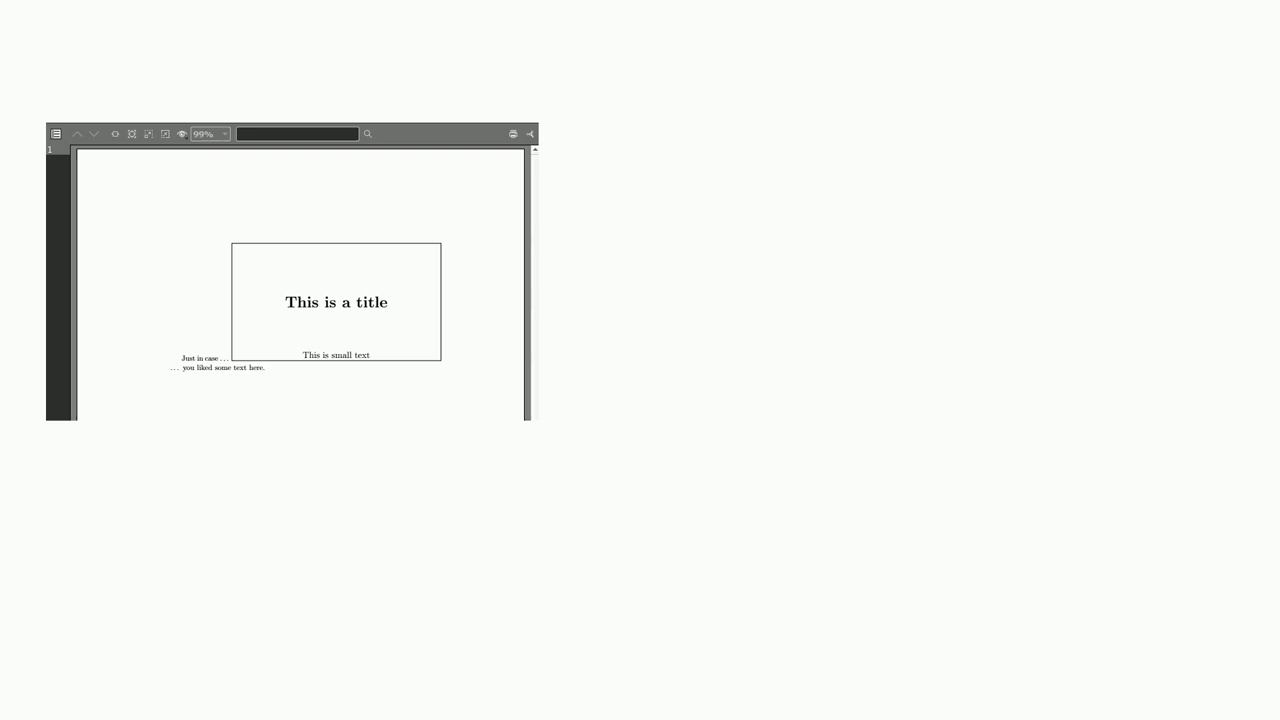 99%
1
This is a title
This is small text
Just in case ...
... you liked some text here.